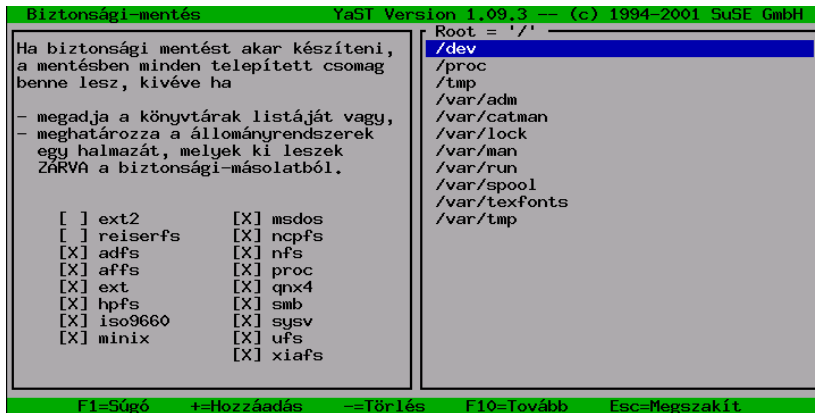 Biztonsági-mentés YaST Version 1.09.3 -- (c) 1994-2001 SuSE GmbH
Ha biztonsági mentést akar készíteni,
a mentésben minden telepített csomag
benne lesz, kivéve ha
- megadja a könyvtárak listáját vagy,
- meghatározza a állományrendszerek
egy halmazát, melyek ki leszek
ZÁRVA a biztonsági-másolatból.
[ ] ext2 [X] msdos
[ ] reiserfs [X] ncpfs
[X] adfs [X] nfs
[X] affs [X] proc
[X] ext [X] qnx4
[X] hpfs [X] smb
[X] iso9660 [X] sysv
[X] minix [X] ufs
[X] xiafs
Root = '/'
/dev
/proc
/tmp
/var/adm
/var/catman
/var/lock
/var/man
/var/run
/var/spool
/var/texfonts
/var/tmp
F1=Súgó +=Hozzáadás -=Törlés F10=Tovább Esc=Megszakít